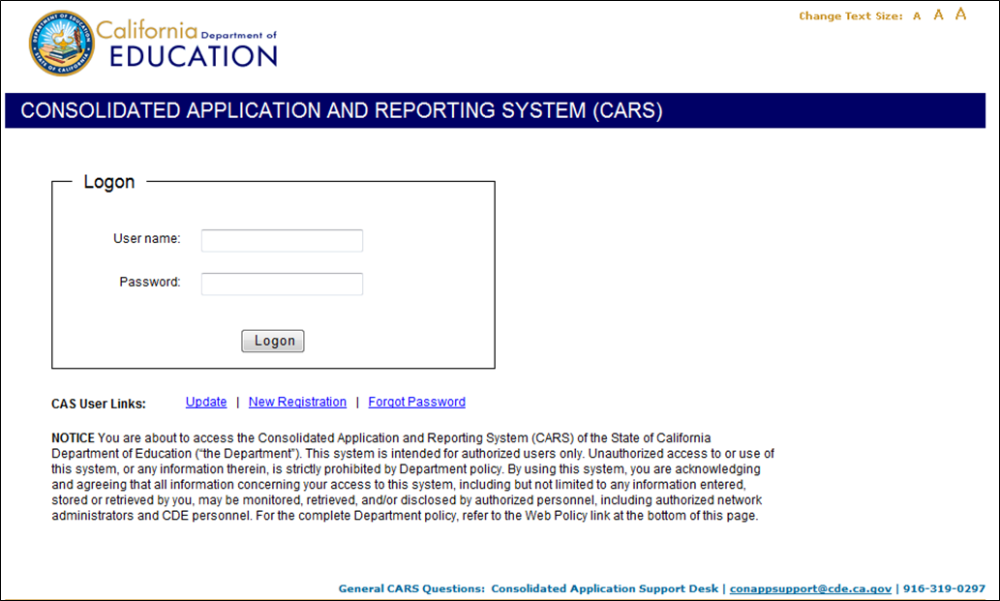 Change Text Size: A A A
DEPARTMENT OF EDUCATION
STATE OF CALIFORNIA
California Department of
EDUCATION
CONSOLIDATED APPLICATION AND REPORTING SYSTEM (CARS)
Logon
User name:
Password:
Logon
CAS User Links: Update | New Registration | Forgot Password
NOTICE You are about to access the Consolidated Application and Reporting System (CARS) of the State of California
Department of Education (“the Department”). This system is intended for authorized users only. Unauthorized access to or use of
this system, or any information therein, is strictly prohibited by Department policy. By using this system, you are acknowledging
and agreeing that all information concerning your access to this system, including but not limited to any information entered,
stored or retrieved by you, may be monitored, retrieved, and/or disclosed by authorized personnel, including authorized network
administrators and CDE personnel. For the complete Department policy, refer to the Web Policy link at the bottom of this page.
General CARS Questions: Consolidated Application Support Desk | conappsupport@cde.ca.gov | 916-319-0297